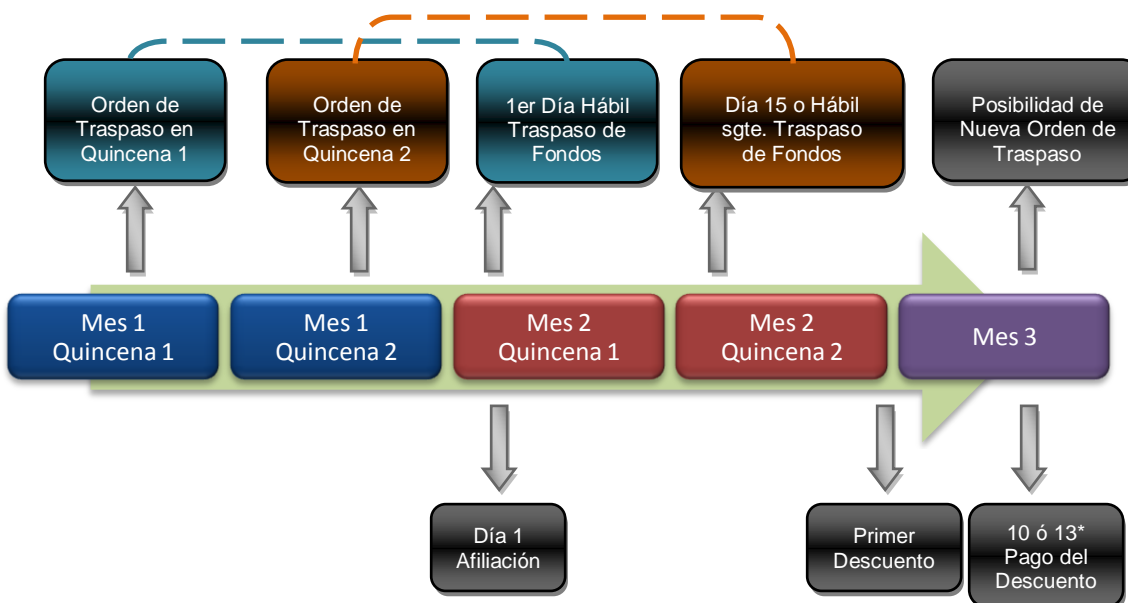 Orden de
Traspaso en
Quincena 1
Orden de
Traspaso en
Quincena 2
1er Día Hábil
Traspaso de
Fondos
Día 15 o Hábil
sgte. Traspaso
de Fondos
Posibilidad de
Nueva Orden de
Traspaso
Mes 1
Quincena 1
Mes 1
Quincena 2
Mes 2
Quincena 1
Mes 2
Quincena 2
Mes 3
Día 1
Afiliación
Primer
Descuento
10 ó 13*
Pago del
Descuento